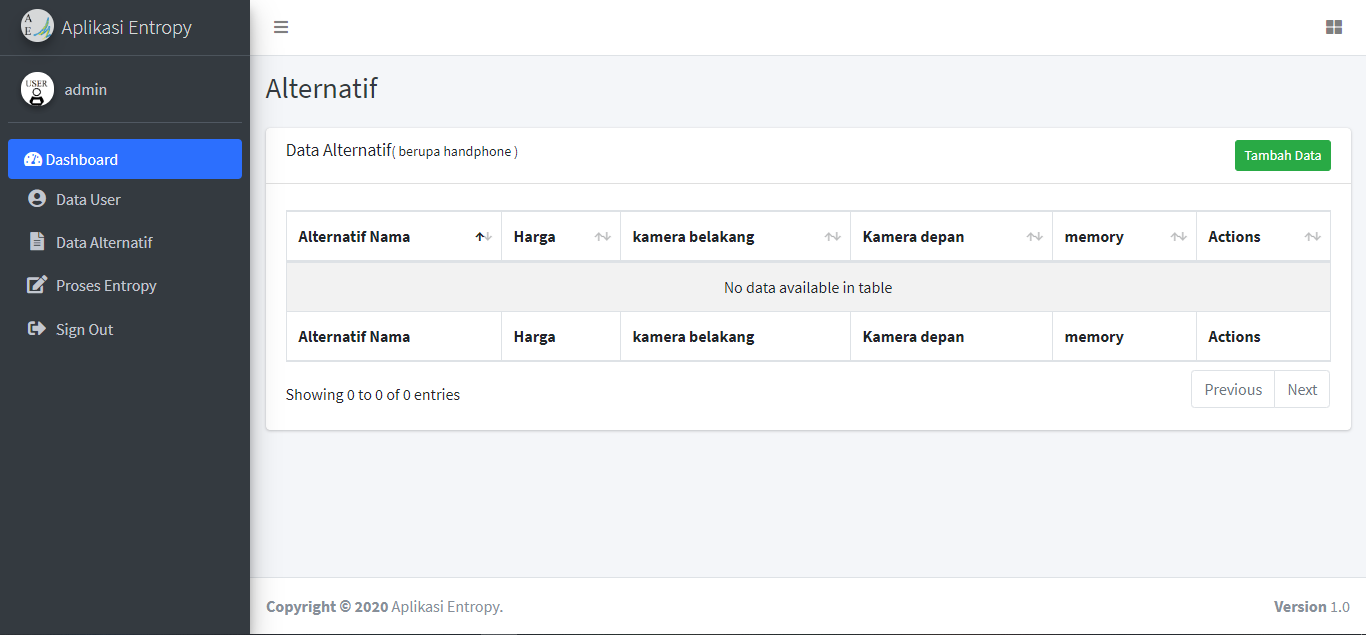 A
E
Aplikasi Entropy
USER
admin
Dashboard
Data User
Data Alternatif
Proses Entropy
Sign Out
Alternatif
Data Alternatif( berupa handphone )
Tambah Data
Alternatif Nama Harga kamera belakang Kamera depan memory Actions
No data available in table
Alternatif Nama Harga kamera belakang Kamera depan memory Actions
Showing 0 to 0 of 0 entries
Previous Next
Copyright © 2020 Aplikasi Entropy.
Version 1.0